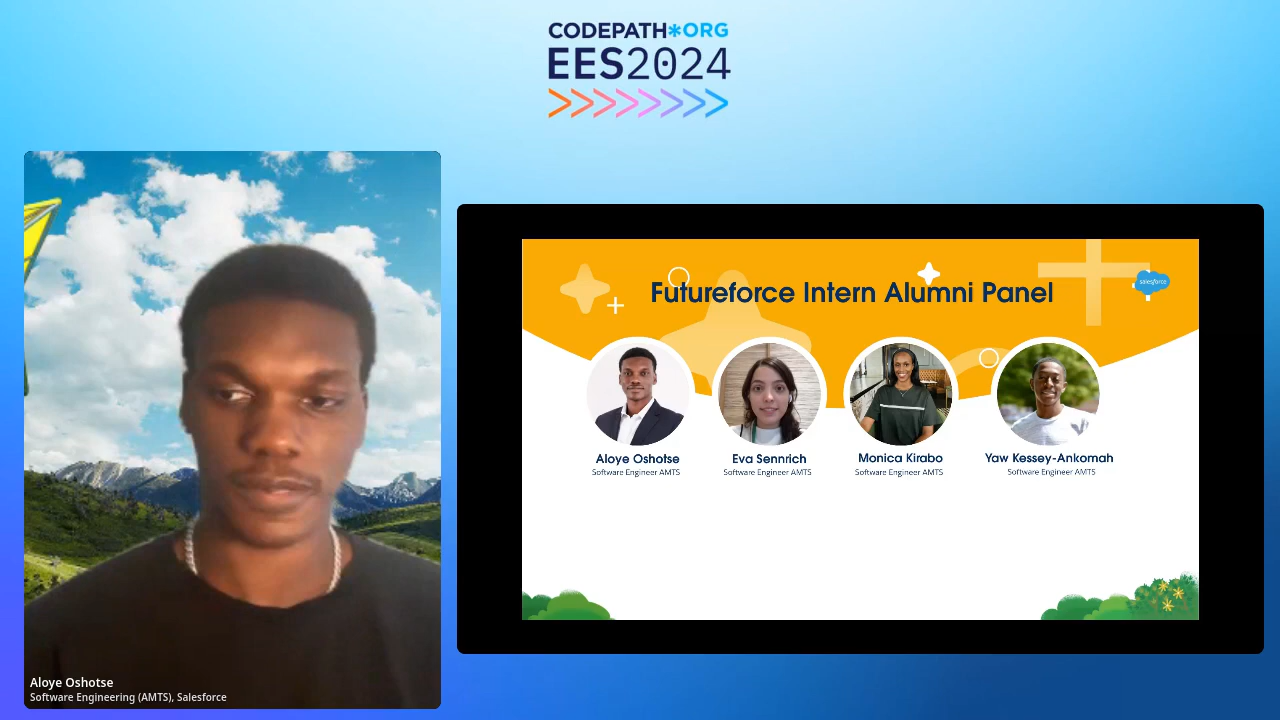 CODEPATH*ORG
EES2024
Futureforce Intern Alumni Panel
salesforce
Aloye Oshotse
Software Engineer AMTS
Eva Sennrich
Software Engineer AMTS
Monica Kirabo
Software Engineer AMTS
Yaw Kessey-Ankomah
Software Engineer AMTS
Aloye Oshotse
Software Engineering (AMTS), Salesforce